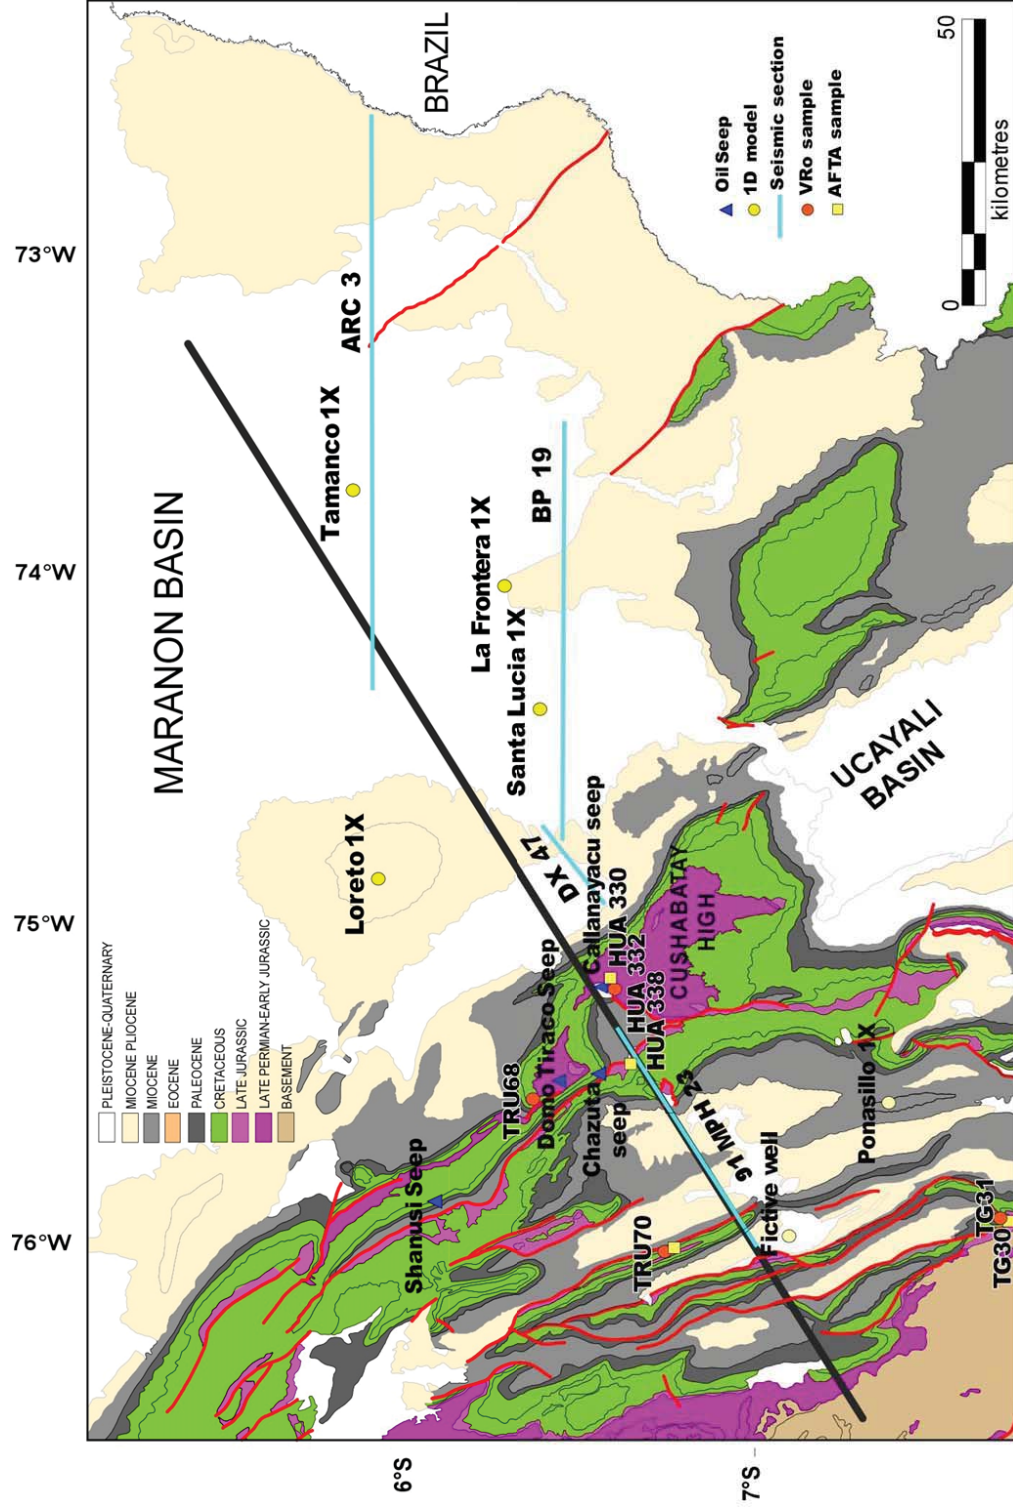 BRAZIL
50
0
kilometres
Oil Seep
1D model
Seismic section
VRo sample
AFTA sample
73°W
74°W
75°W
76°W
6°S
7°S
MARANON BASIN
ARC 3
Tamanco 1X
La Frontera 1X
BP 19
Santa Lucia 1X
Loreto 1X
DX 47
Callanayacu seep
HUA 330
HUA 332
HUA 338
CUSHABATAY
HIGH
UCAYALI
BASIN
PLEISTOCENE-QUATERNARY
MIOCENE PLIOCENE
MIOCENE
EOCENE
PALEOCENE
CRETACEOUS
LATE JURASSIC
LATE PERMIAN-EARLY JURASSIC
BASEMENT
TRU68
Domo Tiraco Seep
Chazuta
seep
Shanusi Seep
91 MPH 23
Ponasillo 1X
Fictive well
TRU70
TG31
TG30